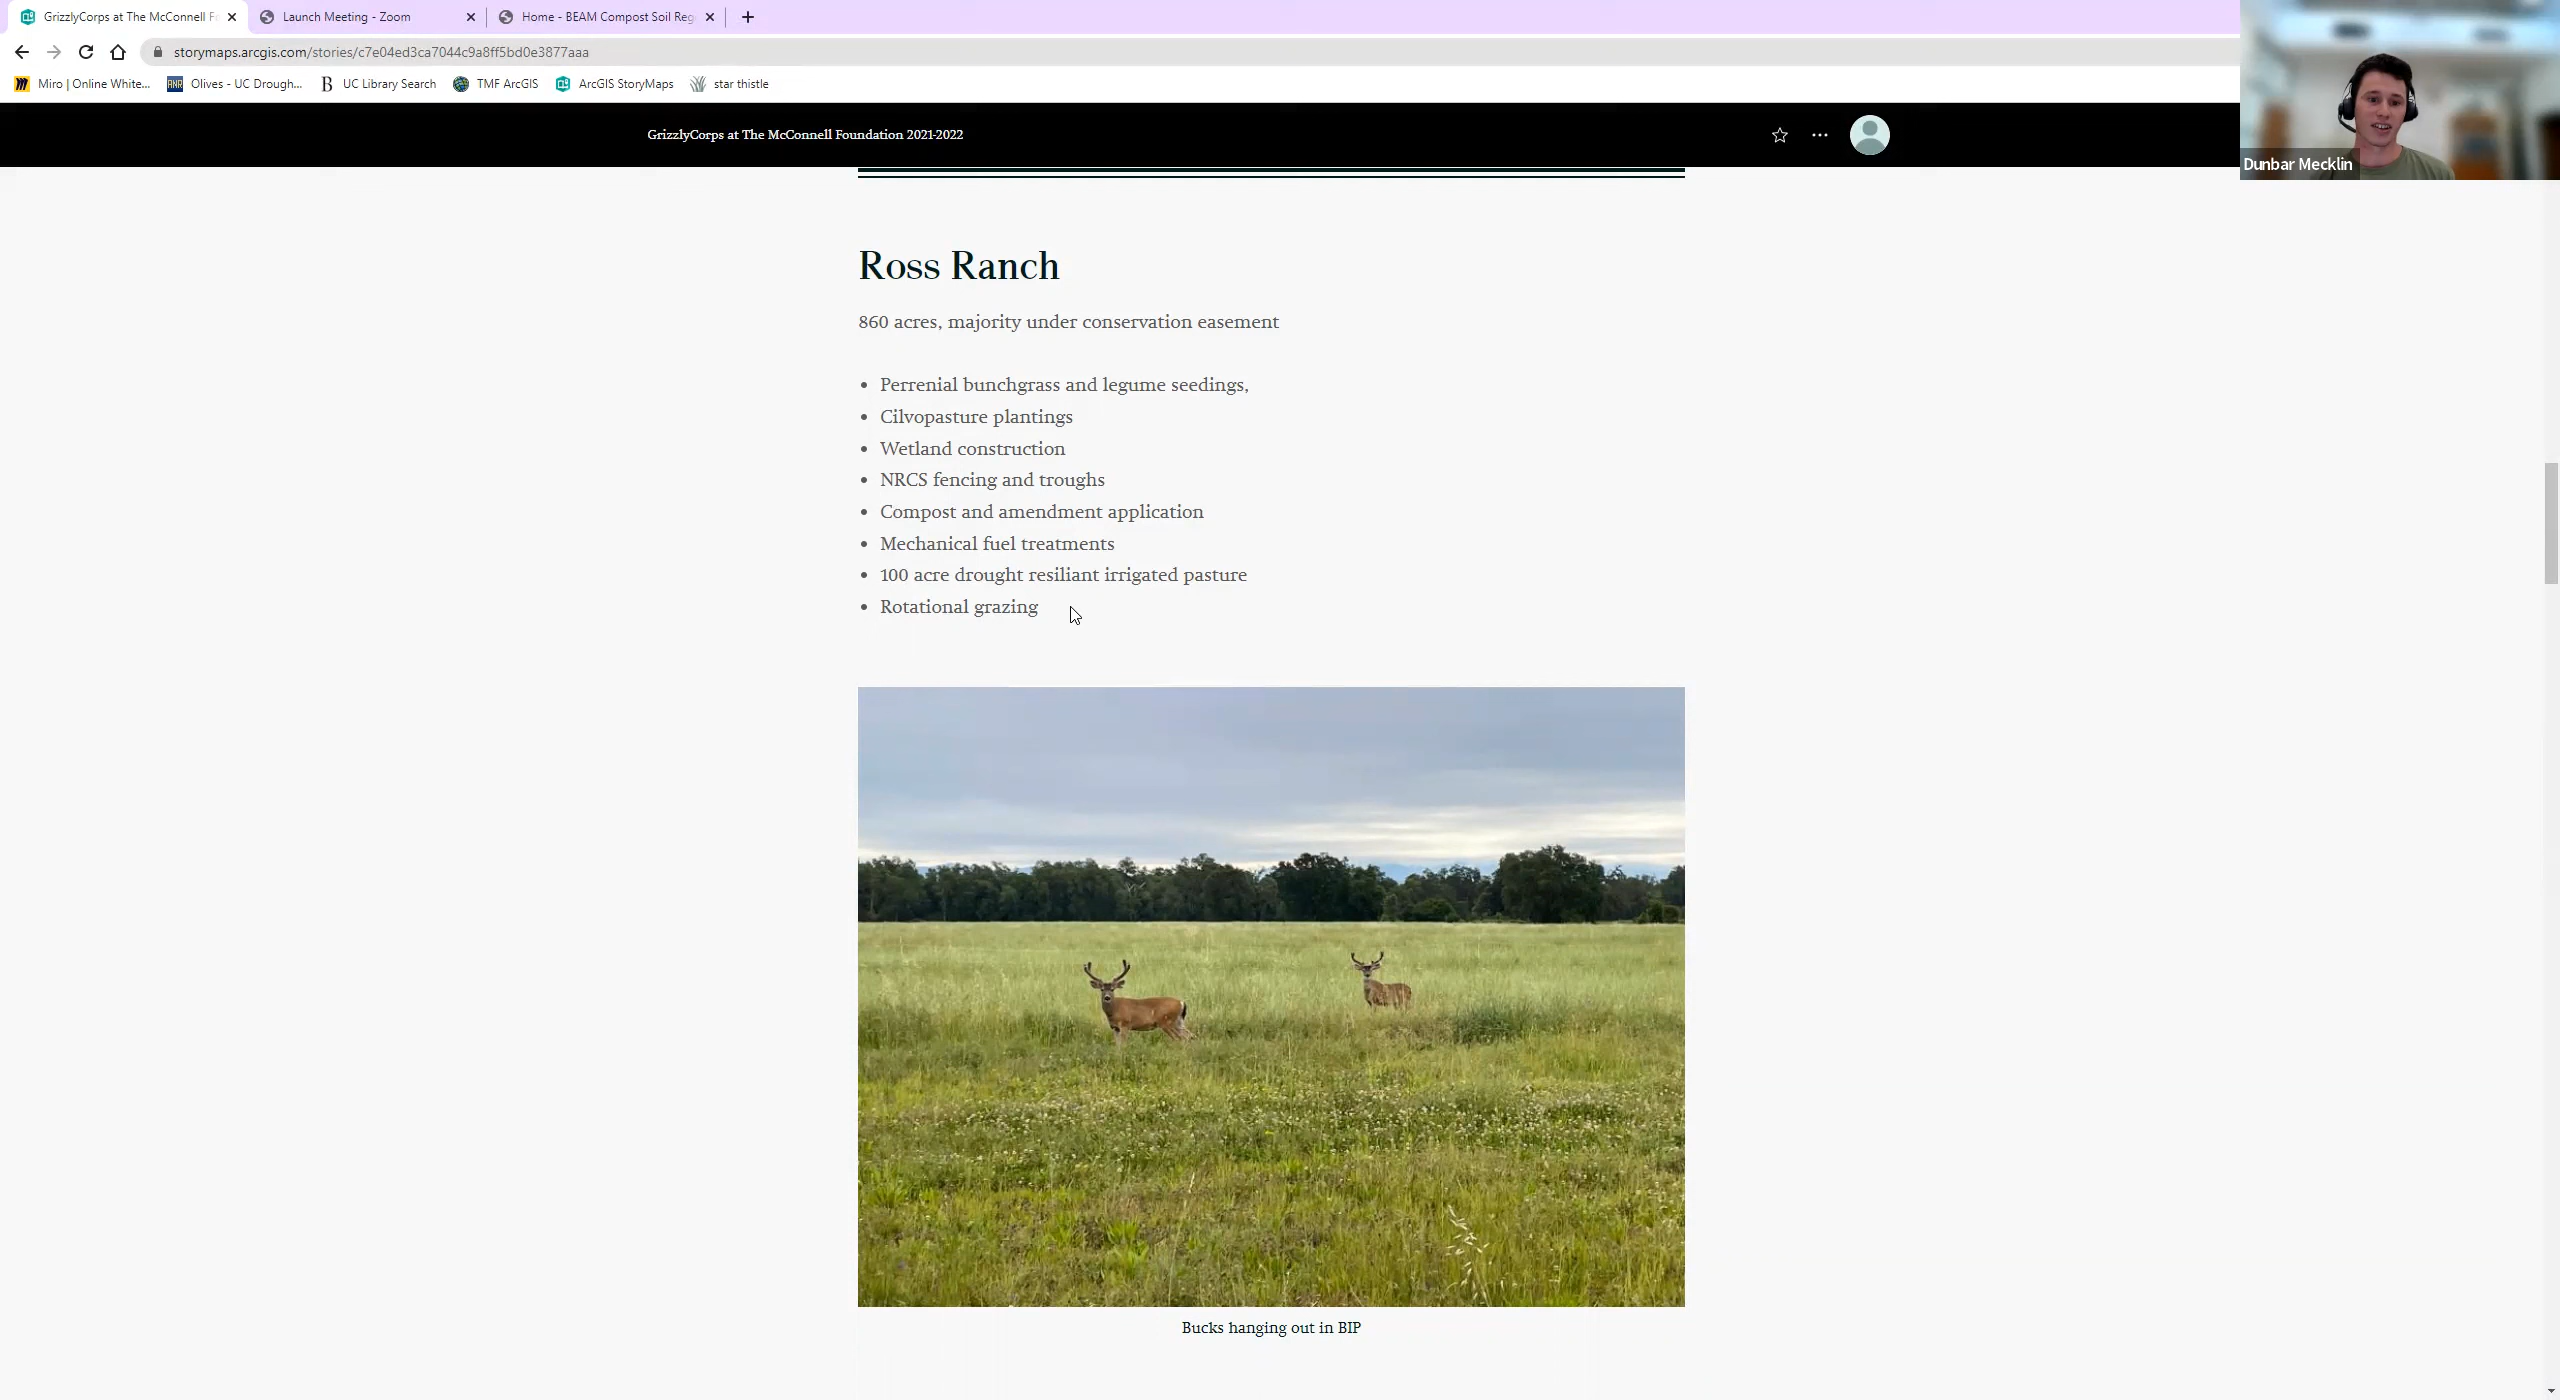 GrizzlyCorps at The McConnell Fo
Launch Meeting - Zoom
Home - BEAM Compost Soil Reg
storymaps.arcgis.com/stories/c7e04ed3ca7044c9a8ff5bd0e3877aaa
Miro | Online White...
Olives - UC Drough...
UC Library Search
TMF ArcGIS
ArcGIS StoryMaps
star thistle
GrizzlyCorps at The McConnell Foundation 2021-2022
Dunbar Mecklin
Ross Ranch
860 acres, majority under conservation easement
• Perrenial bunchgrass and legume seedings,
• Cilvopasture plantings
• Wetland construction
• NRCS fencing and troughs
• Compost and amendment application
• Mechanical fuel treatments
• 100 acre drought resiliant irrigated pasture
• Rotational grazing
Bucks hanging out in BIP